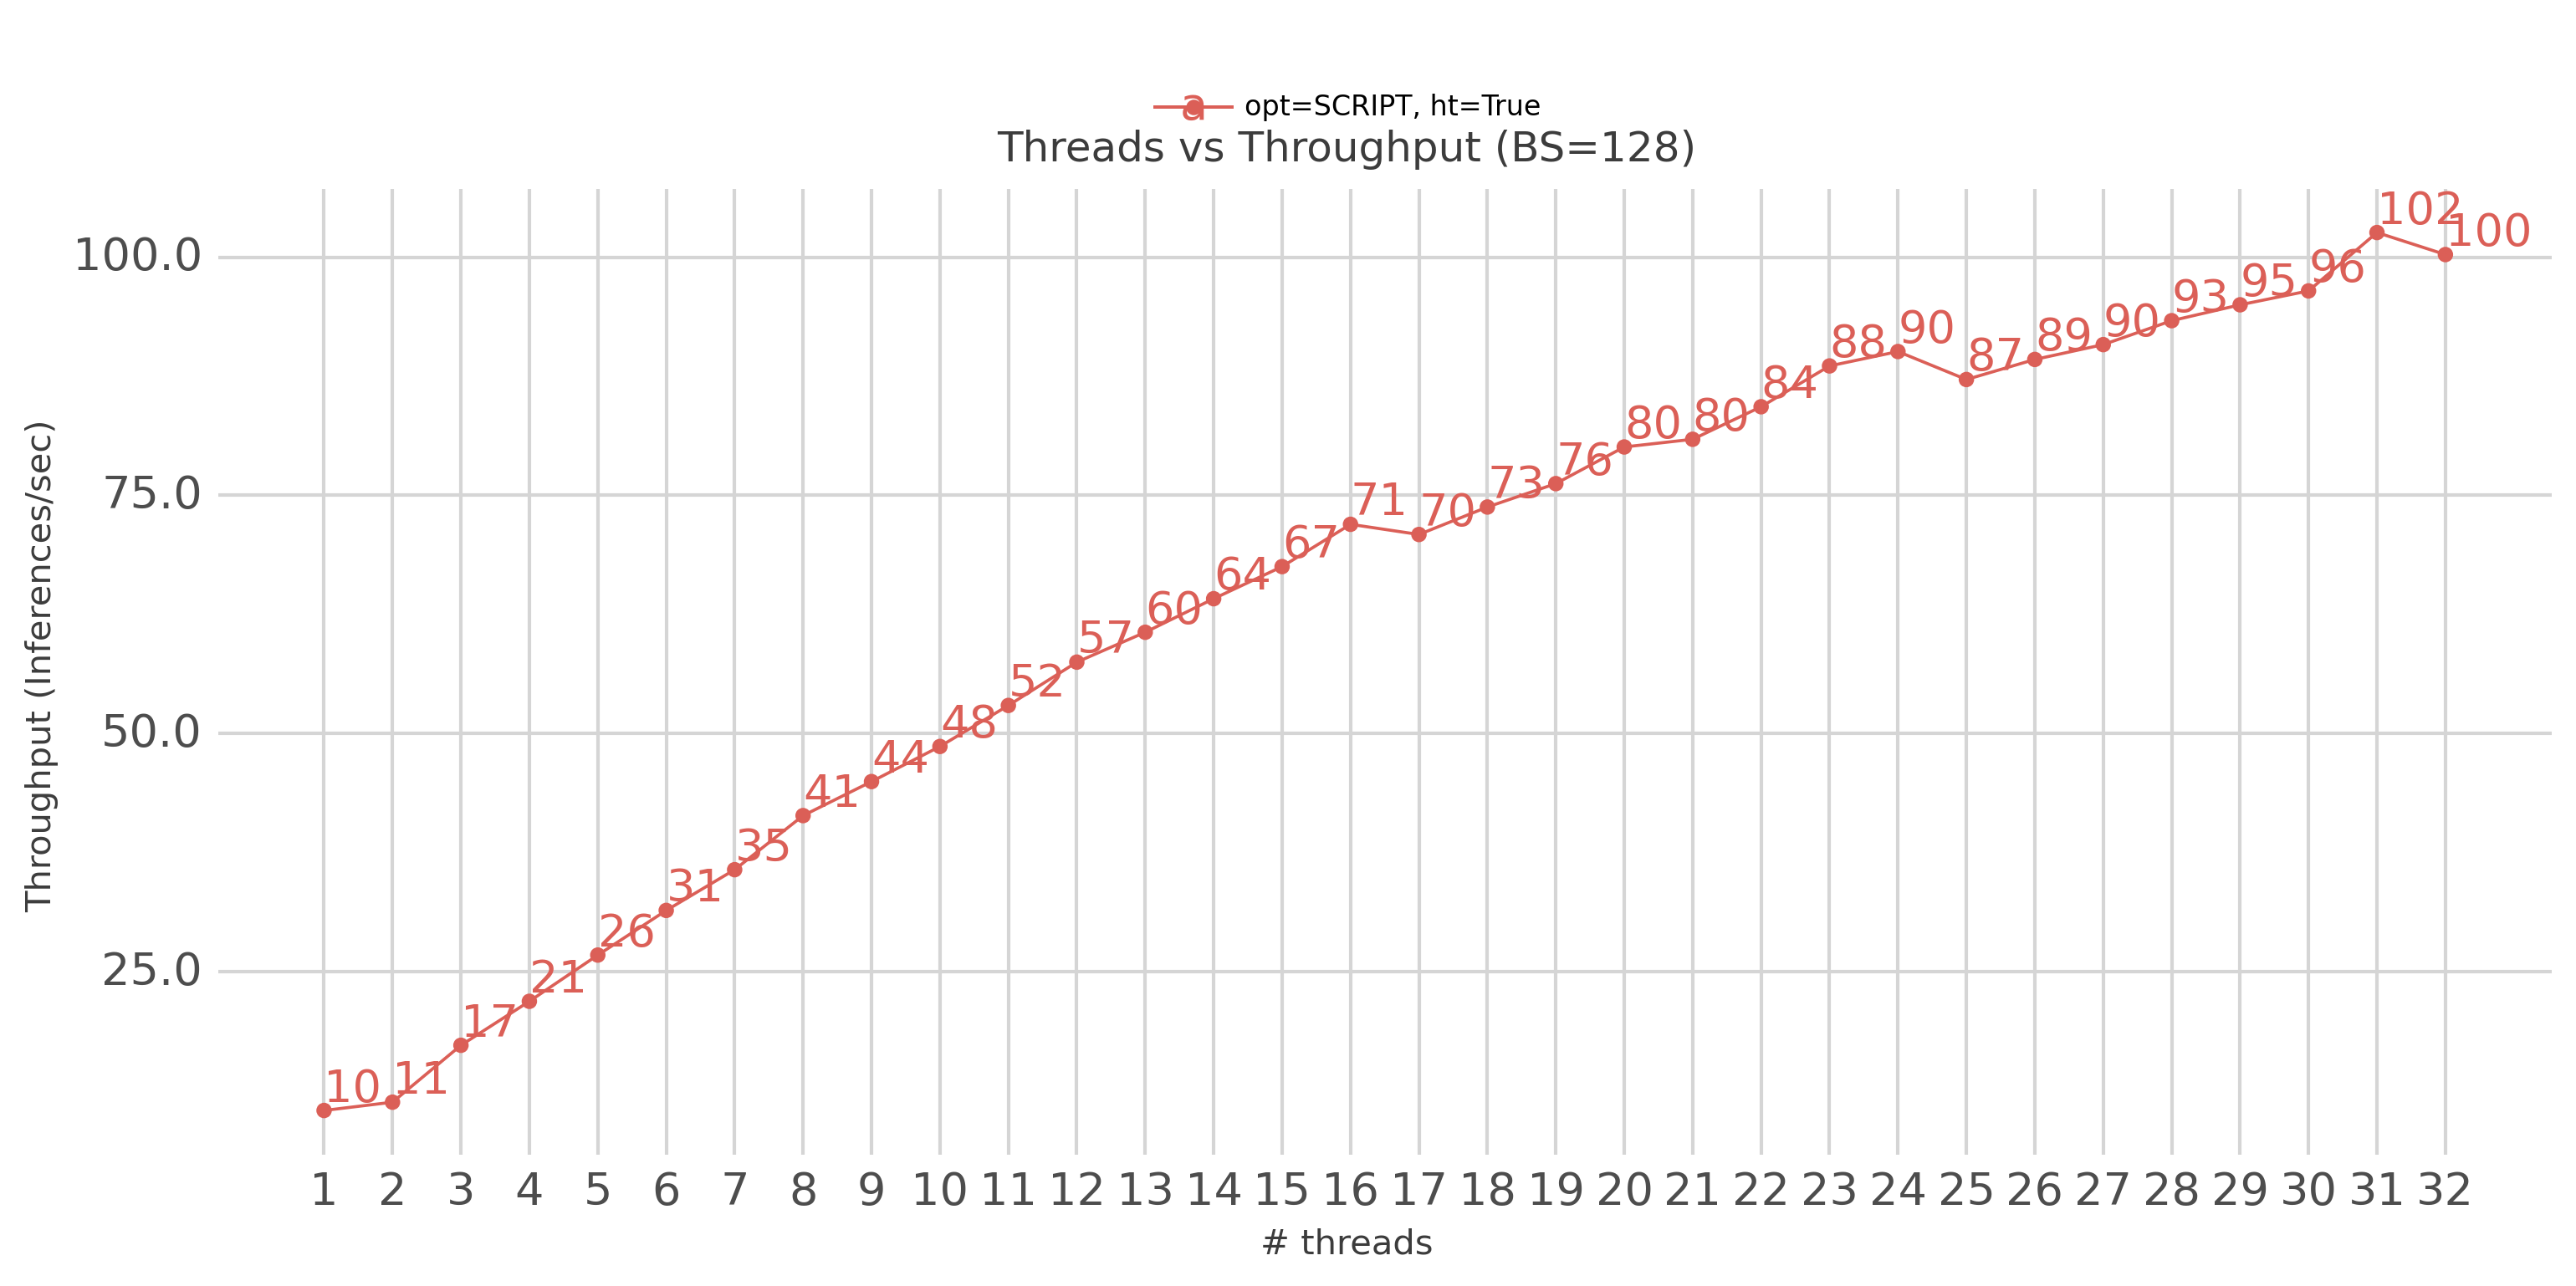 a opt=SCRIPT, ht=True
Threads vs Throughput (BS=128)
Throughput (Inferences/sec)
100.0
75.0
50.0
25.0
10 11 17 21 26 31 35 41 44 48 52 57 60 64 67 71 70 73 76 80 80 84 88 90 87 89 90 93 95 96 102 100
1 2 3 4 5 6 7 8 9 10 11 12 13 14 15 16 17 18 19 20 21 22 23 24 25 26 27 28 29 30 31 32
# threads